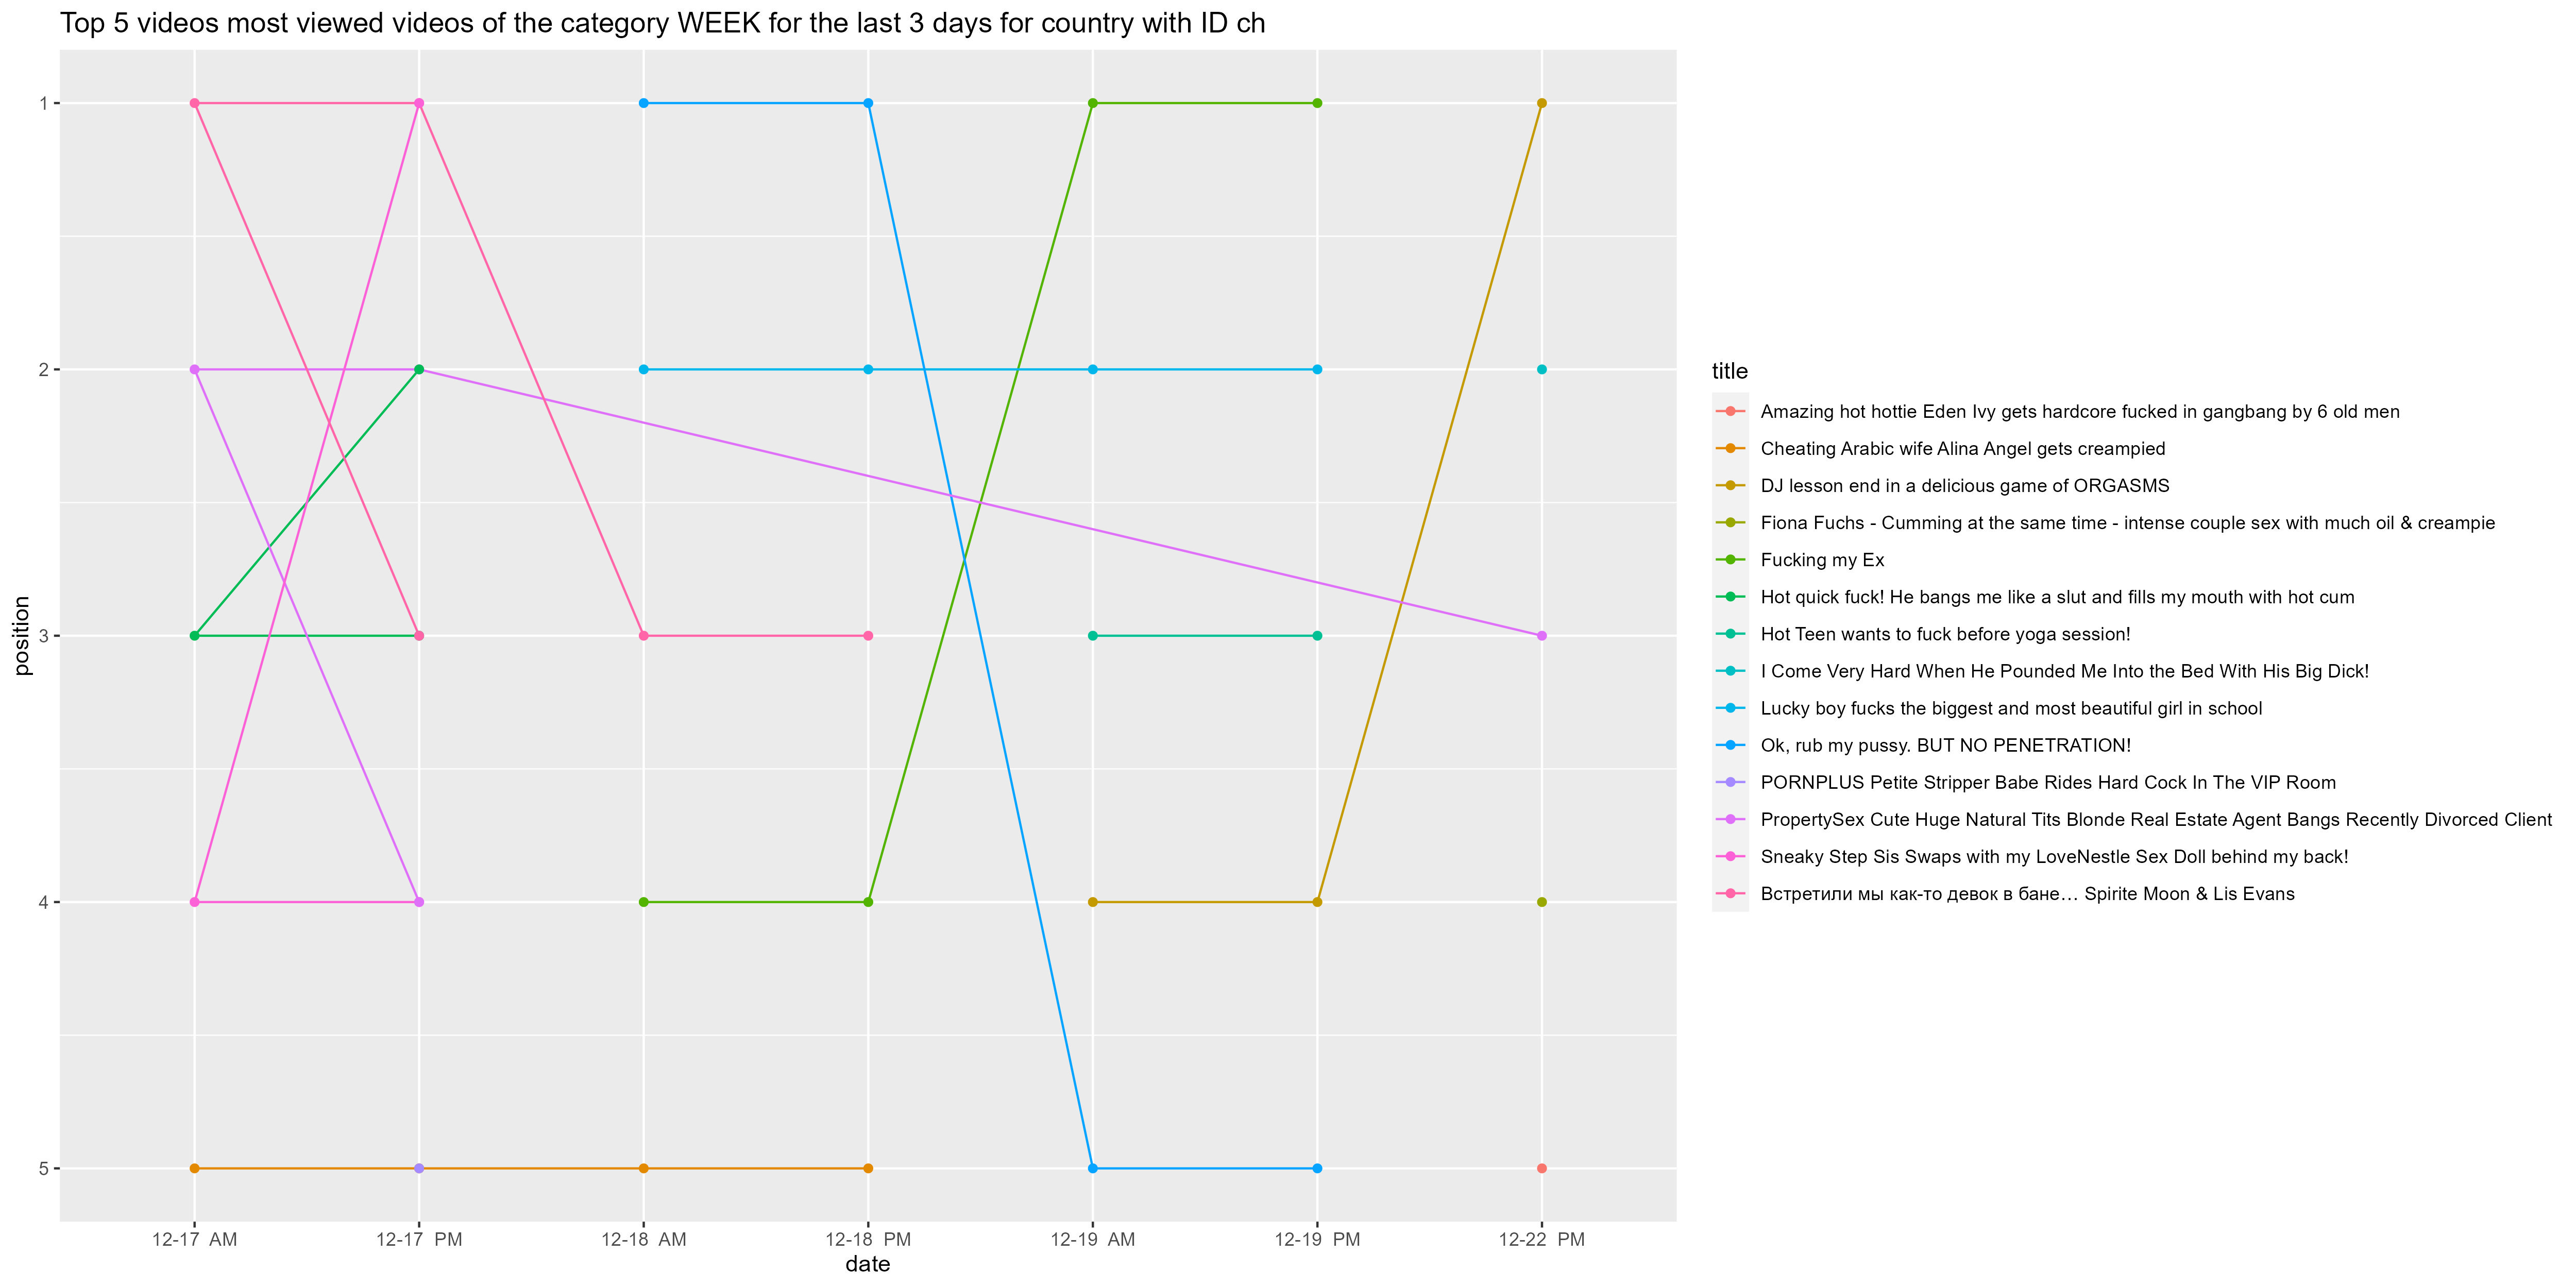 Top 5 videos most viewed videos of the category WEEK for the last 3 days for country with ID ch
position
1
2
3
4
5
12-17 AM
12-17 PM
12-18 AM
12-18 PM
12-19 AM
12-19 PM
12-22 PM
date
title
Amazing hot hottie Eden Ivy gets hardcore fucked in gangbang by 6 old men
Cheating Arabic wife Alina Angel gets creampied
DJ lesson end in a delicious game of ORGASMS
Fiona Fuchs - Cumming at the same time - intense couple sex with much oil & creampie
Fucking my Ex
Hot quick fuck! He bangs me like a slut and fills my mouth with hot cum
Hot Teen wants to fuck before yoga session!
I Come Very Hard When He Pounded Me Into the Bed With His Big Dick!
Lucky boy fucks the biggest and most beautiful girl in school
Ok, rub my pussy. BUT NO PENETRATION!
PORNPLUS Petite Stripper Babe Rides Hard Cock In The VIP Room
PropertySex Cute Huge Natural Tits Blonde Real Estate Agent Bangs Recently Divorced Client
Sneaky Step Sis Swaps with my LoveNestle Sex Doll behind my back!
Встретили мы как-то девок в бане… Spirite Moon & Lis Evans